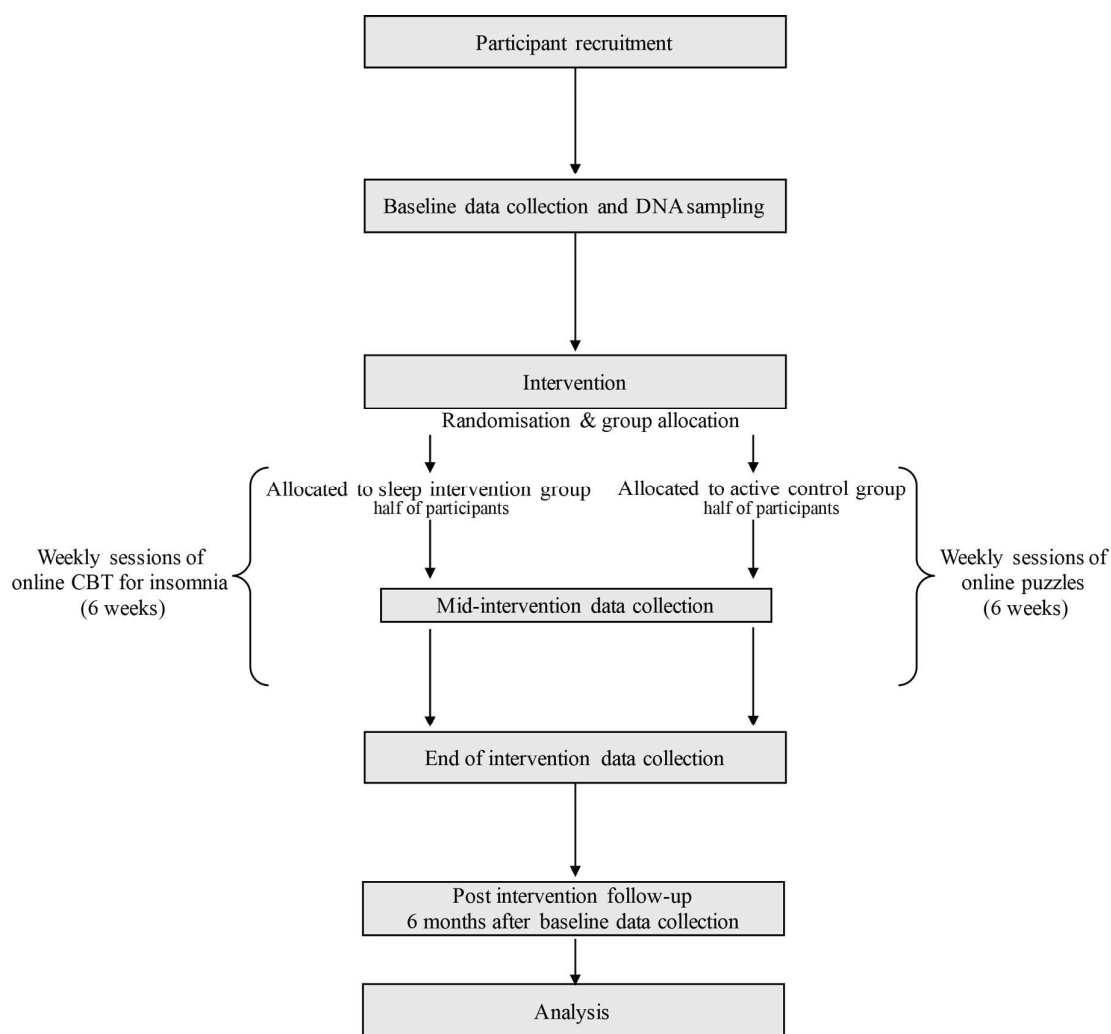 Participant recruitment
Baseline data collection and DNA sampling
Intervention
Randomisation & group allocation
Allocated to sleep intervention group
half of participants
Allocated to active control group
half of participants
Weekly sessions of
online CBT for insomnia
(6 weeks)
Weekly sessions of
online puzzles
(6 weeks)
Mid-intervention data collection
End of intervention data collection
Post intervention follow-up
6 months after baseline data collection
Analysis